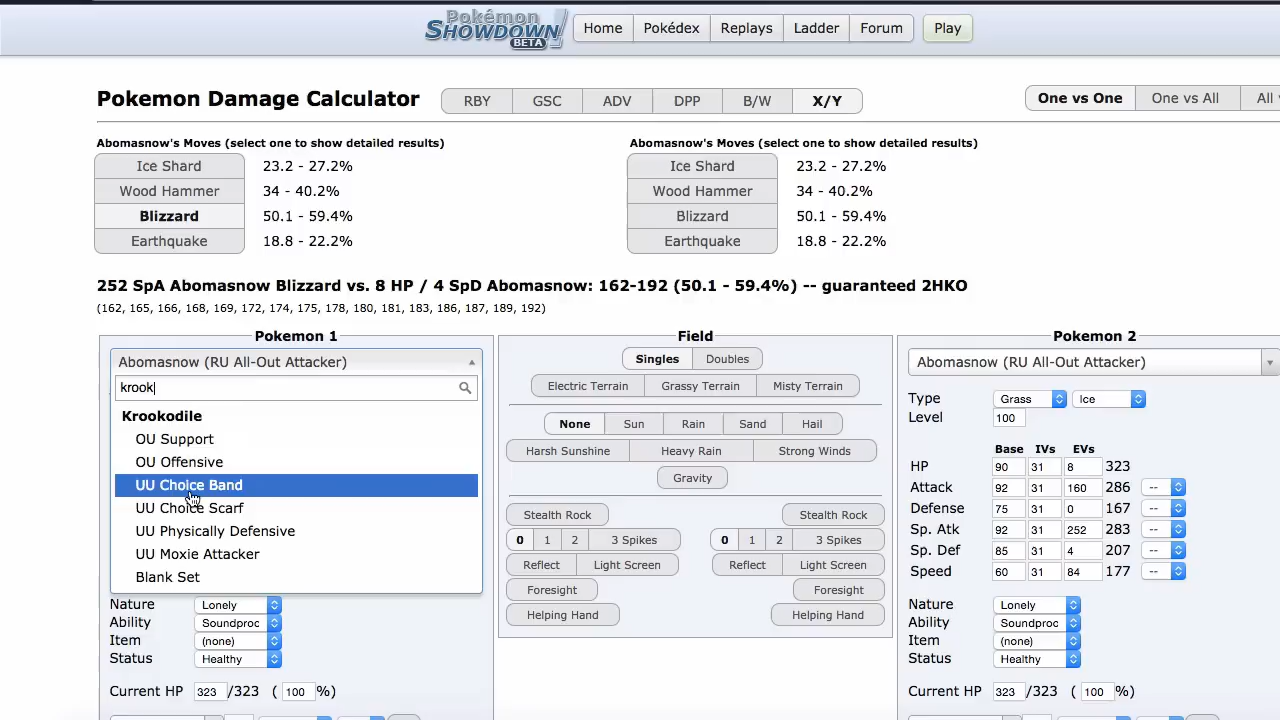 Pokémon SHOWDOWN! BETA
Home Pokédex Replays Ladder Forum Play
Pokemon Damage Calculator RBY GSC ADV DPP B/W X/Y One vs One One vs All All
Abomasnow's Moves (select one to show detailed results) Abomasnow's Moves (select one to show detailed results)
Ice Shard 23.2 - 27.2% Ice Shard 23.2 - 27.2%
Wood Hammer 34 - 40.2% Wood Hammer 34 - 40.2%
Blizzard 50.1 - 59.4% Blizzard 50.1 - 59.4%
Earthquake 18.8 - 22.2% Earthquake 18.8 - 22.2%
252 SpA Abomasnow Blizzard vs. 8 HP / 4 SpD Abomasnow: 162-192 (50.1 - 59.4%) -- guaranteed 2HKO
(162, 165, 166, 168, 169, 172, 174, 175, 178, 180, 181, 183, 186, 187, 189, 192)
Pokemon 1
Abomasnow (RU All-Out Attacker)
krook
Krookodile
OU Support
OU Offensive
UU Choice Band
UU Choice Scarf
UU Physically Defensive
UU Moxie Attacker
Blank Set
Nature Lonely
Ability Soundproc
Item (none)
Status Healthy
Current HP 323 /323 ( 100 %)
Field
Singles Doubles
Electric Terrain Grassy Terrain Misty Terrain
None Sun Rain Sand Hail
Harsh Sunshine Heavy Rain Strong Winds
Gravity
Stealth Rock Stealth Rock
0 1 2 3 Spikes 0 1 2 3 Spikes
Reflect Light Screen Reflect Light Screen
Foresight Foresight
Helping Hand Helping Hand
Pokemon 2
Abomasnow (RU All-Out Attacker)
Type Grass Ice
Level 100
Base IVs EVs
HP 90 31 8 323
Attack 92 31 160 286 --
Defense 75 31 0 167 --
Sp. Atk 92 31 252 283 --
Sp. Def 85 31 4 207 --
Speed 60 31 84 177 --
Nature Lonely
Ability Soundproc
Item (none)
Status Healthy
Current HP 323 /323 ( 100 %)